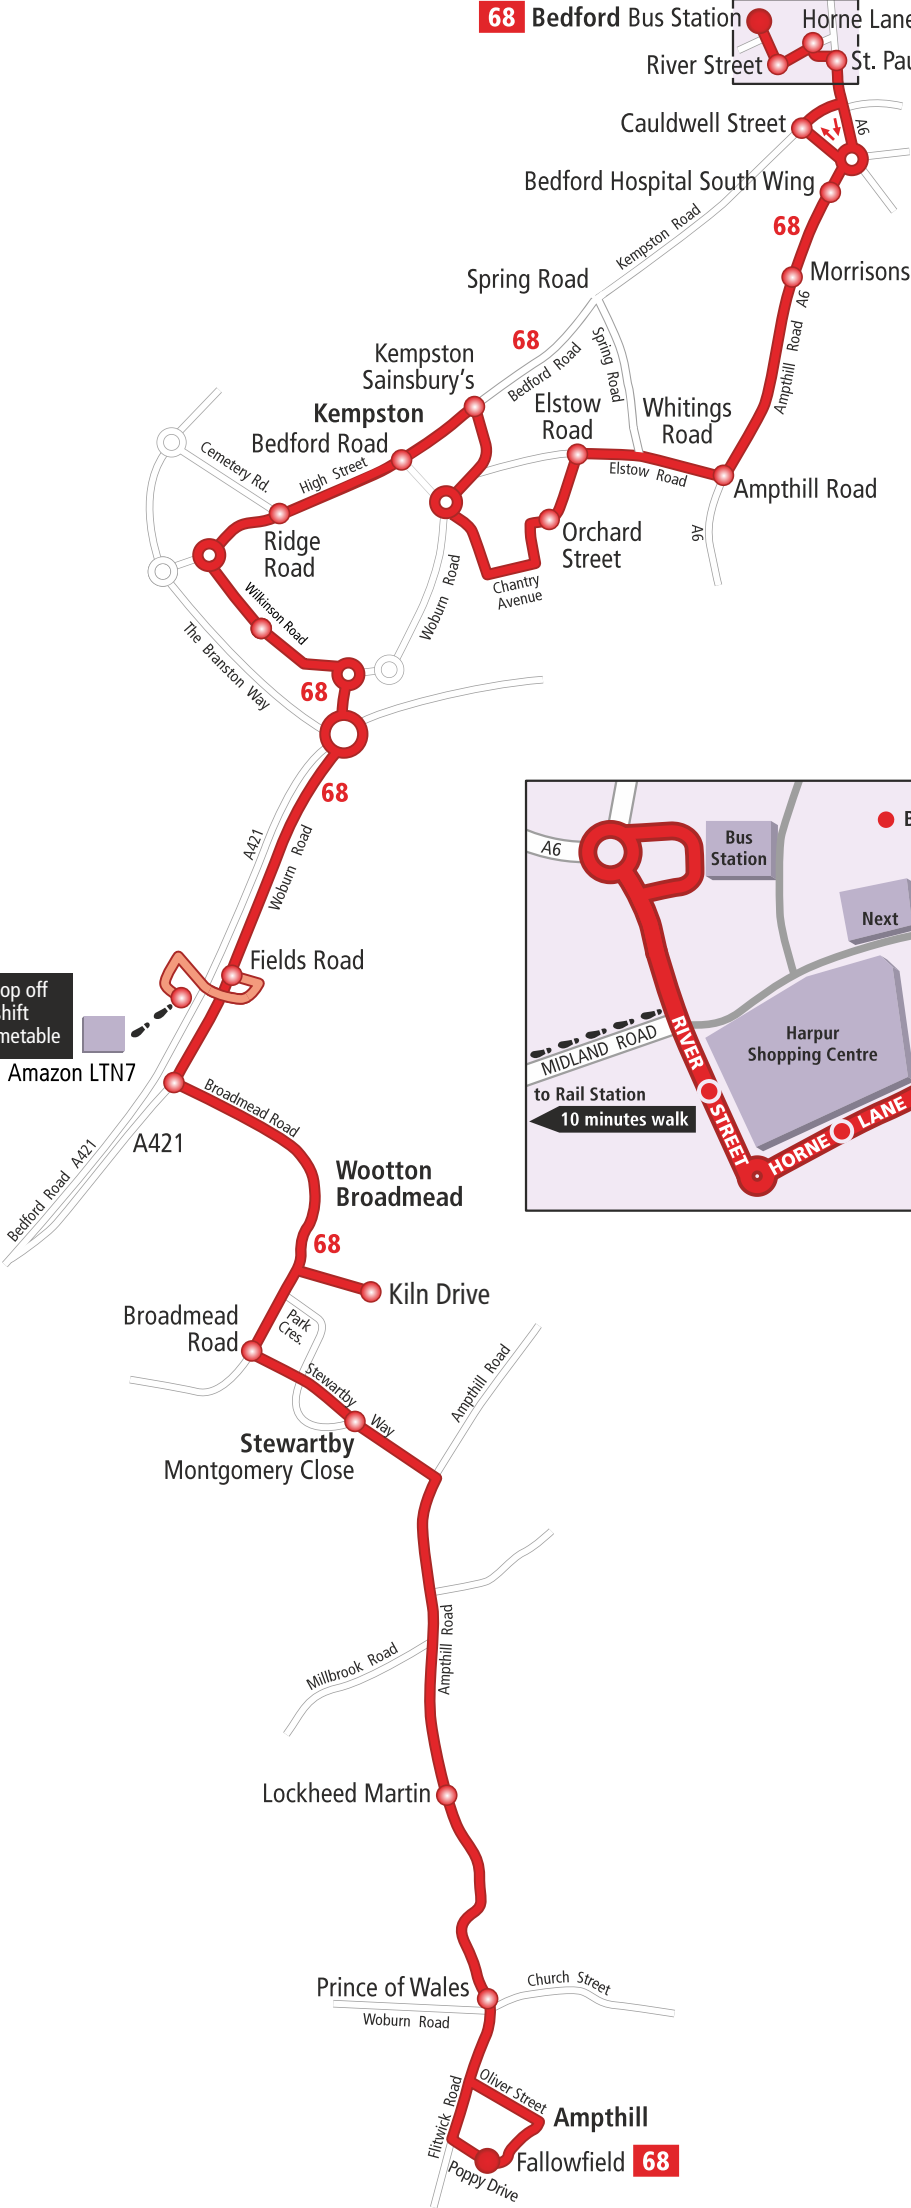 68 Bedford Bus Station
Horne Lane
River Street
St. Pau
Cauldwell Street
A6
Bedford Hospital South Wing
68
Kempston Road
Morrisons
Spring Road
A6
68
Ampthill Road
Spring Road
Bedford Road
Kempston
Sainsbury's
Kempston
Bedford Road
Elstow
Road
Whitings
Road
Cemetery Rd.
High Street
Elstow Road
Ampthill Road
Ridge
Road
Orchard
Street
A6
Chantry
Avenue
Woburn Road
Wilkinson Road
The Branston Way
68
68
A421
Woburn Road
Fields Road
op off
hift
metable
Amazon LTN7
Broadmead Road
A421
Bedford Road A421
Wootton
Broadmead
68
Kiln Drive
Broadmead
Road
Park
Cres.
Stewartby Way
Ampthill Road
Stewartby
Montgomery Close
Ampthill Road
Millbrook Road
Lockheed Martin
Prince of Wales
Church Street
Woburn Road
Oliver Street
Flitwick Road
Ampthill
Fallowfield 68
Poppy Drive
A6
Bus
Station
B
Next
Harpur
Shopping Centre
MIDLAND ROAD
RIVER STREET
to Rail Station
10 minutes walk
HORNE LANE